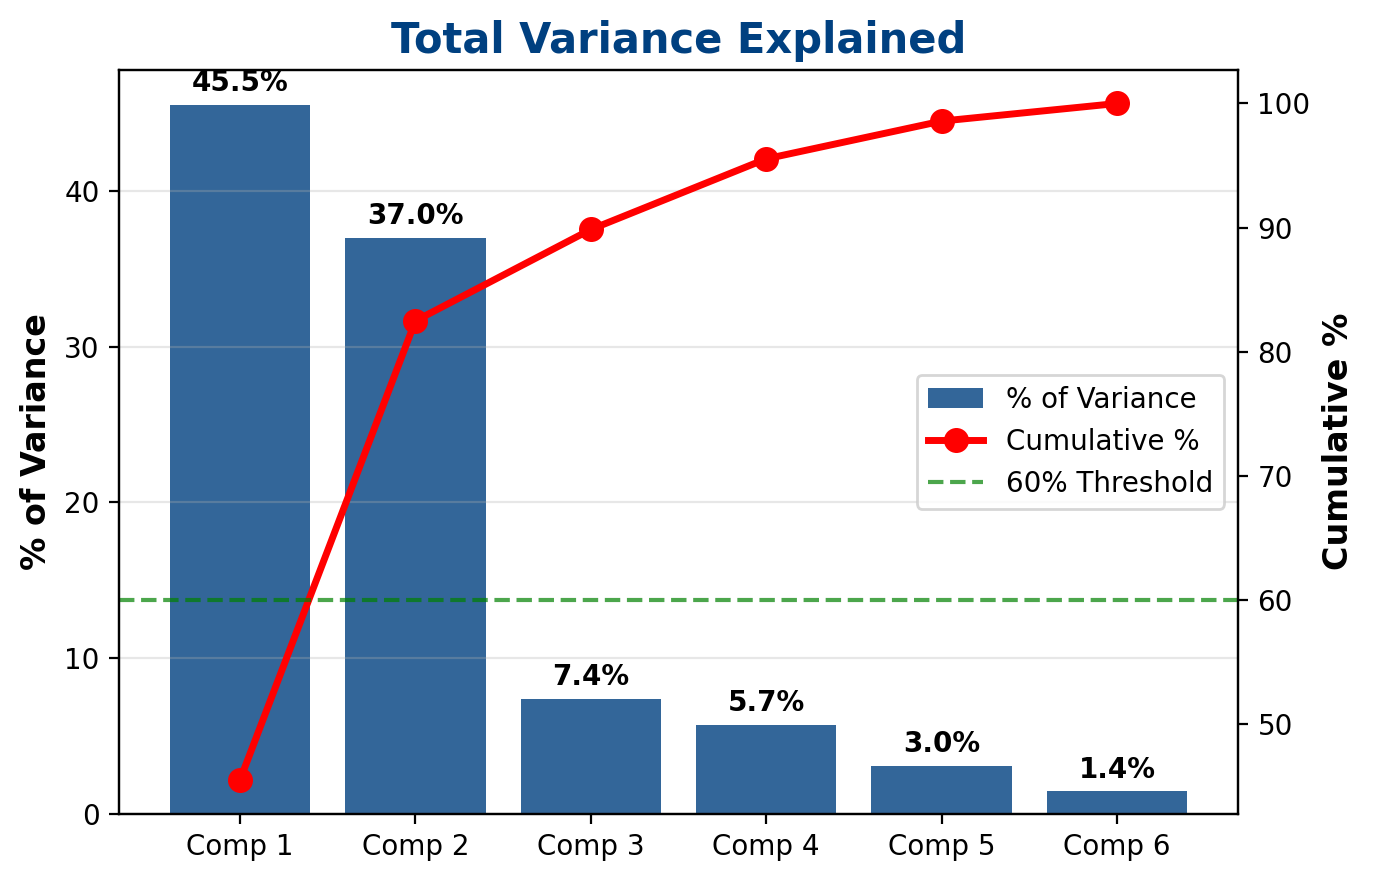 Total Variance Explained
45.5%
37.0%
7.4%
5.7%
3.0%
1.4%
% of Variance
40
30
20
10
0
Comp 1
Comp 2
Comp 3
Comp 4
Comp 5
Comp 6
100
90
80
70
60
50
Cumulative %
% of Variance
Cumulative %
60% Threshold